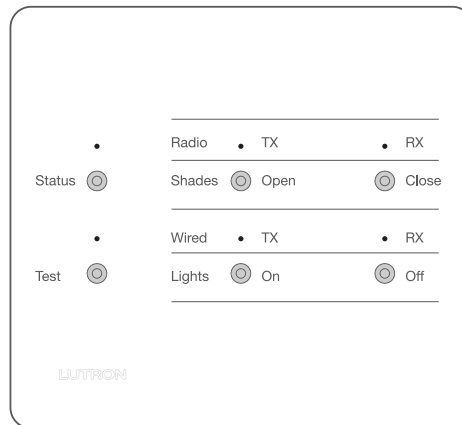 Radio TX RX
Status Shades Open Close
Wired TX RX
Test Lights On Off
LUTRON